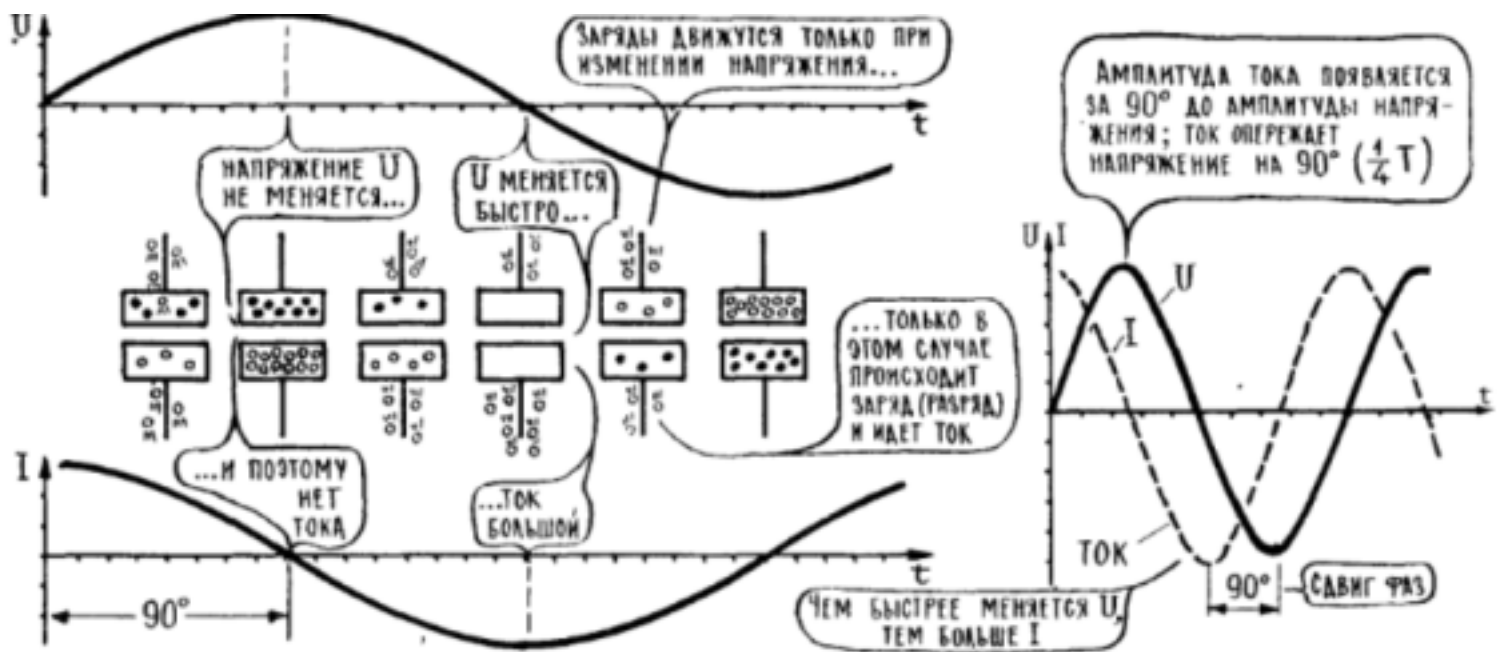 U
t
ЗАРЯДЫ ДВИЖУТСЯ ТОЛЬКО ПРИ
ИЗМЕНЕНИИ НАПРЯЖЕНИЯ...
НАПРЯЖЕНИЕ U
НЕ МЕНЯЕТСЯ...
U МЕНЯЕТСЯ
БЫСТРО...
...И ПОЭТОМУ
НЕТ
ТОКА
...ТОК
БОЛЬШОЙ
...ТОЛЬКО В
ЭТОМ СЛУЧАЕ
ПРОИСХОДИТ
ЗАРЯД (РАЗРЯД)
И ИДЕТ ТОК
I
t
90°
АМПЛИТУДА ТОКА ПОЯВЛЯЕТСЯ
ЗА 90° ДО АМПЛИТУДЫ НАПРЯ-
ЖЕНИЯ; ТОК ОПЕРЕЖАЕТ
НАПРЯЖЕНИЕ НА 90° (1/4 T)
U I
U
I
t
ТОК
90°
СДВИГ ФАЗ
ЧЕМ БЫСТРЕЕ МЕНЯЕТСЯ U,
ТЕМ БОЛЬШЕ I